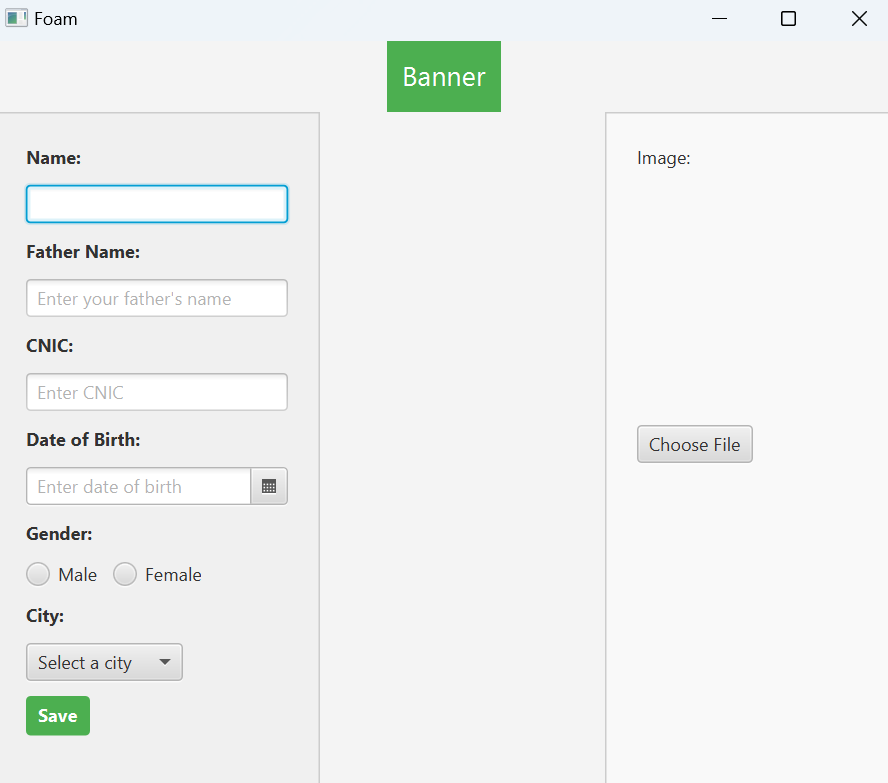 Foam
Banner
Name:
Father Name:
Enter your father's name
CNIC:
Enter CNIC
Date of Birth:
Enter date of birth
Gender:
Male Female
City:
Select a city
Save
Image:
Choose File